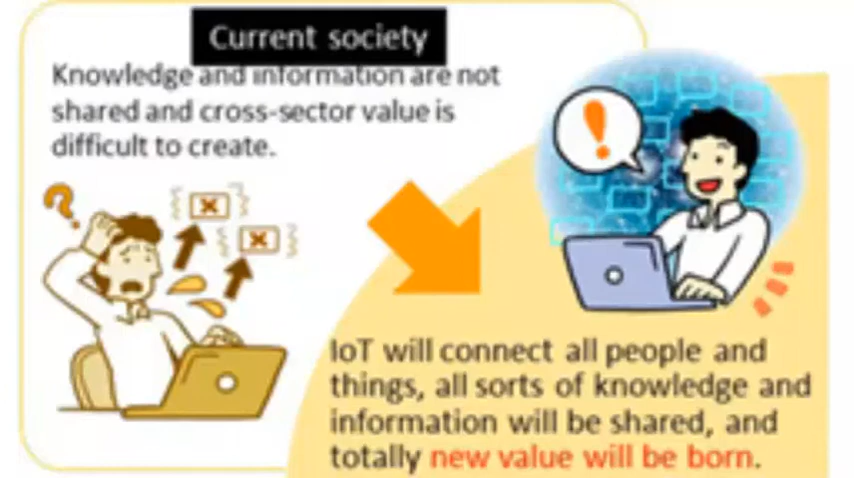 Current society
Knowledge and information are not
shared and cross-sector value is
difficult to create.
?
!
IoT will connect all people and
things, all sorts of knowledge and
information will be shared, and
totally new value will be born.